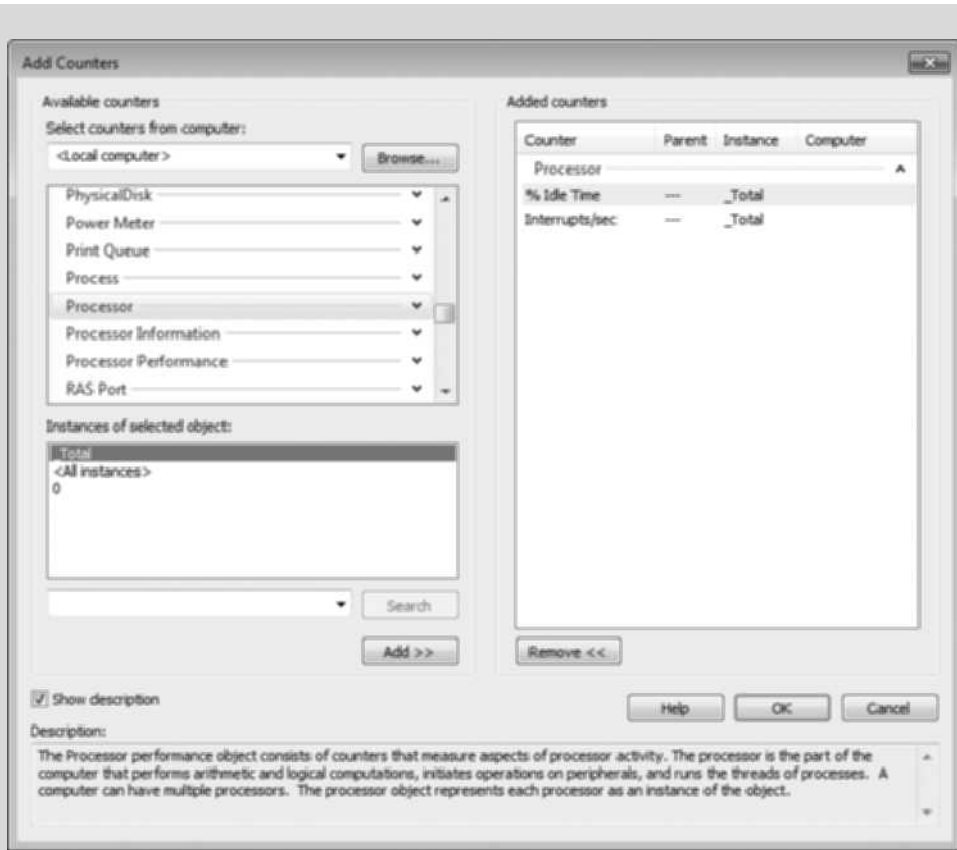 Add Counters
Available counters
Select counters from computer:
<Local computer>
Browse...
PhysicalDisk
Power Meter
Print Queue
Process
Processor
Processor Information
Processor Performance
RAS Port
Instances of selected object:
_Total
<All instances>
0
Search
Add >>
Added counters
Counter Parent Instance Computer
Processor
% Idle Time --- _Total
Interrupts/sec --- _Total
Remove <<
Show description
Help OK Cancel
Description:
The Processor performance object consists of counters that measure aspects of processor activity. The processor is the part of the
computer that performs arithmetic and logical computations, initiates operations on peripherals, and runs the threads of processes. A
computer can have multiple processors. The processor object represents each processor as an instance of the object.